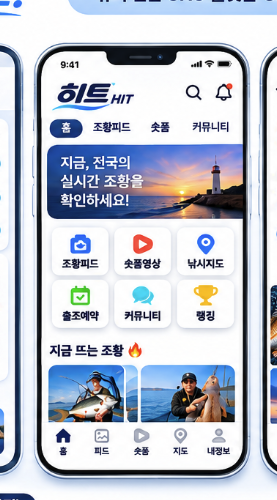 9:41
히트 HIT
홈 조황피드 숏폼 커뮤니티
지금, 전국의
실시간 조황을
확인하세요!
조황피드 숏폼영상 낚시지도
출조예약 커뮤니티 랭킹
지금 뜨는 조황 🔥
홈 피드 숏폼 지도 내정보